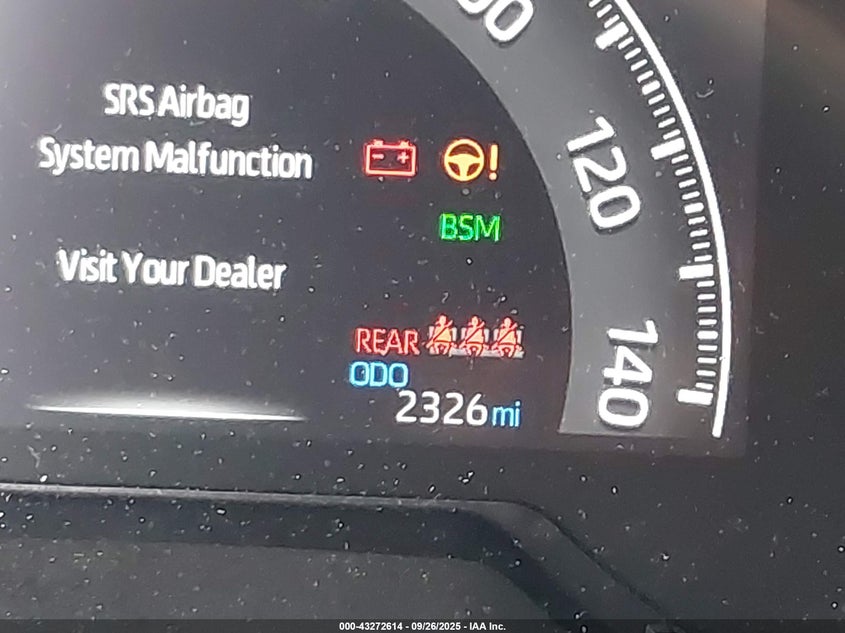 SRS Airbag
System Malfunction
BSM
Visit Your Dealer
REAR
ODO
2326 mi
120
140
000-43272614 - 09/26/2025 - IAA Inc.